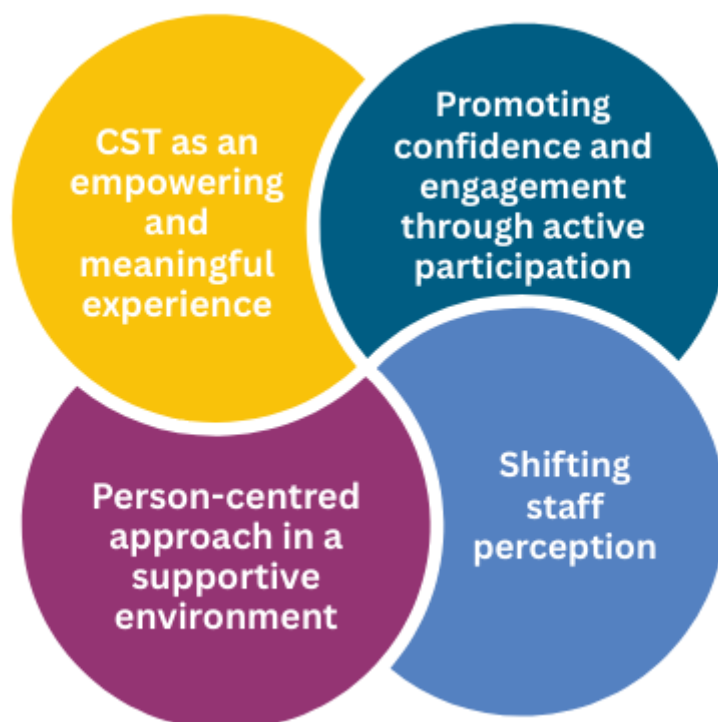 CST as an
empowering
and
meaningful
experience
Promoting
confidence and
engagement
through active
participation
Person-centred
approach in a
supportive
environment
Shifting
staff
perception